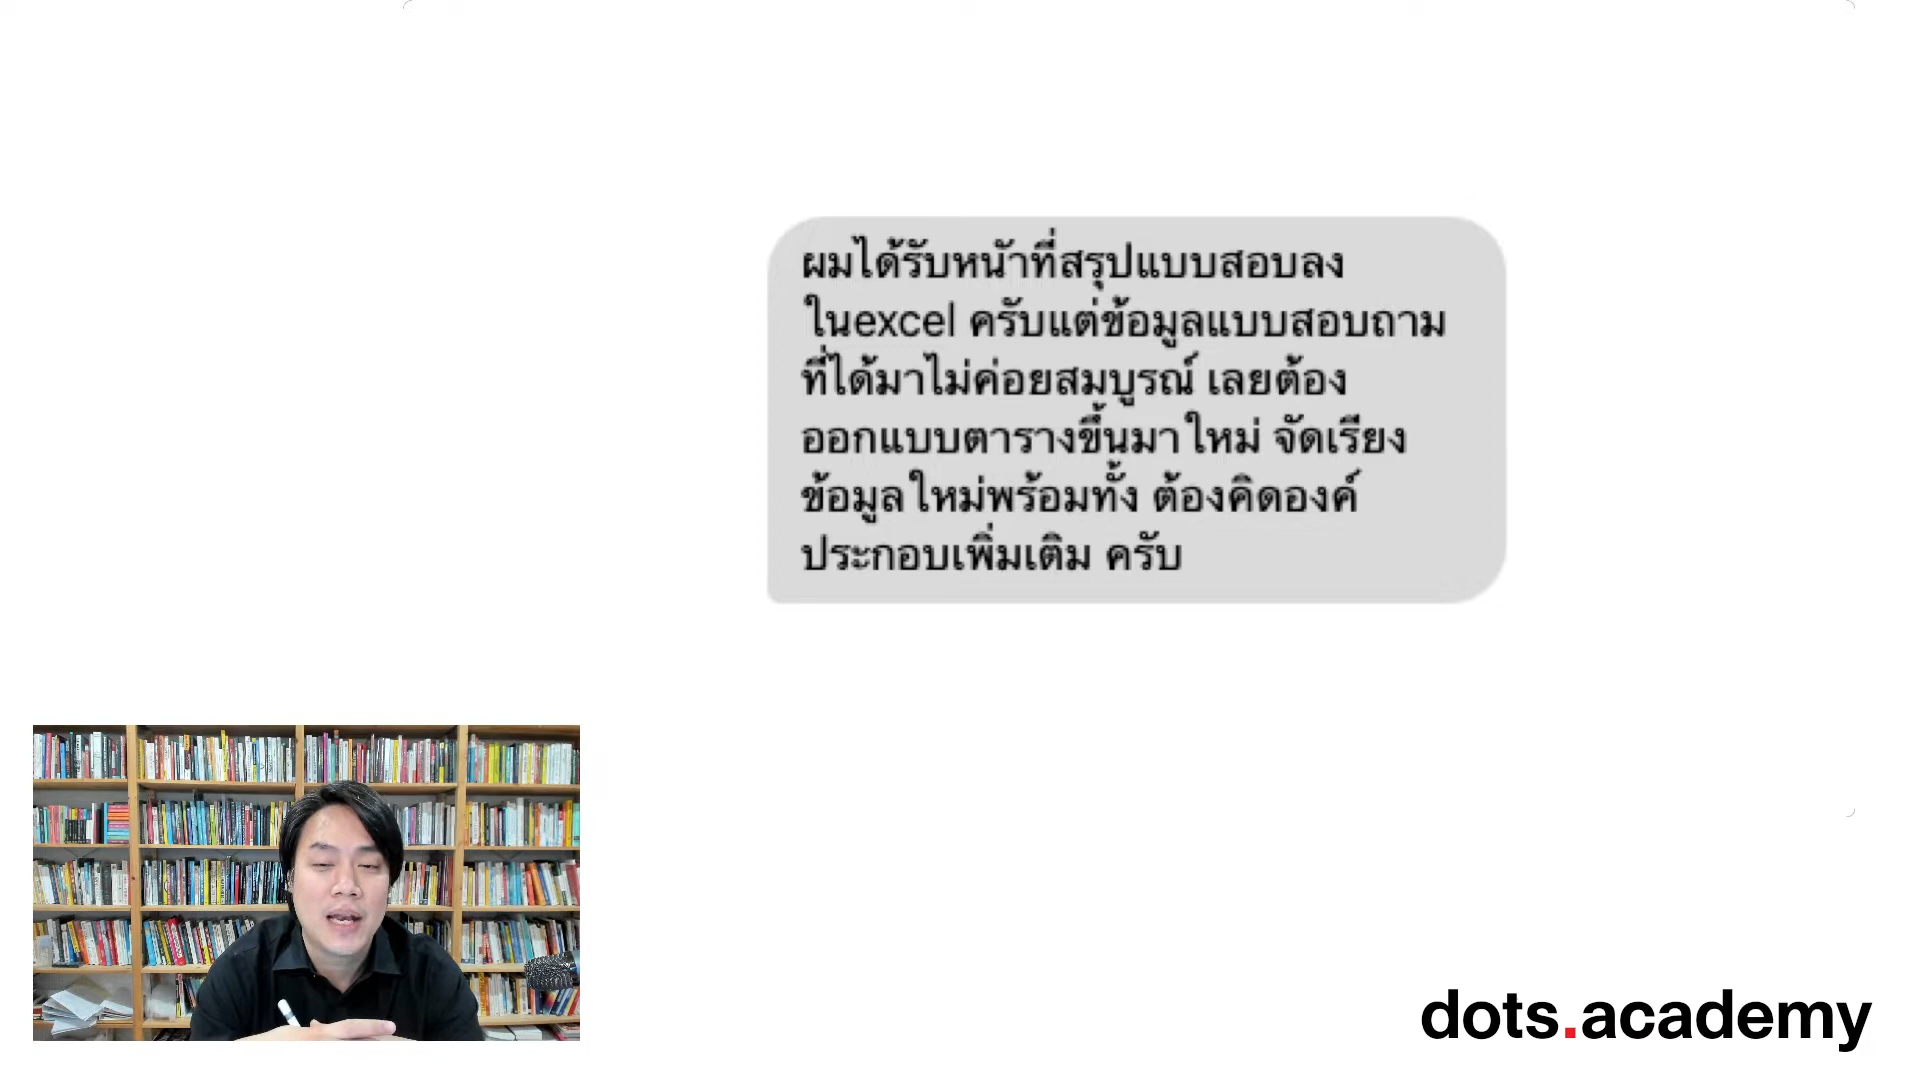 ผมได้รับหน้าที่สรุปแบบสอบลง
ในexcel ครับแต่ข้อมูลแบบสอบถาม
ที่ได้มาไม่ค่อยสมบูรณ์ เลยต้อง
ออกแบบตารางขึ้นมาใหม่ จัดเรียง
ข้อมูลใหม่พร้อมทั้ง ต้องคิดองค์
ประกอบเพิ่มเติม ครับ
dots.academy